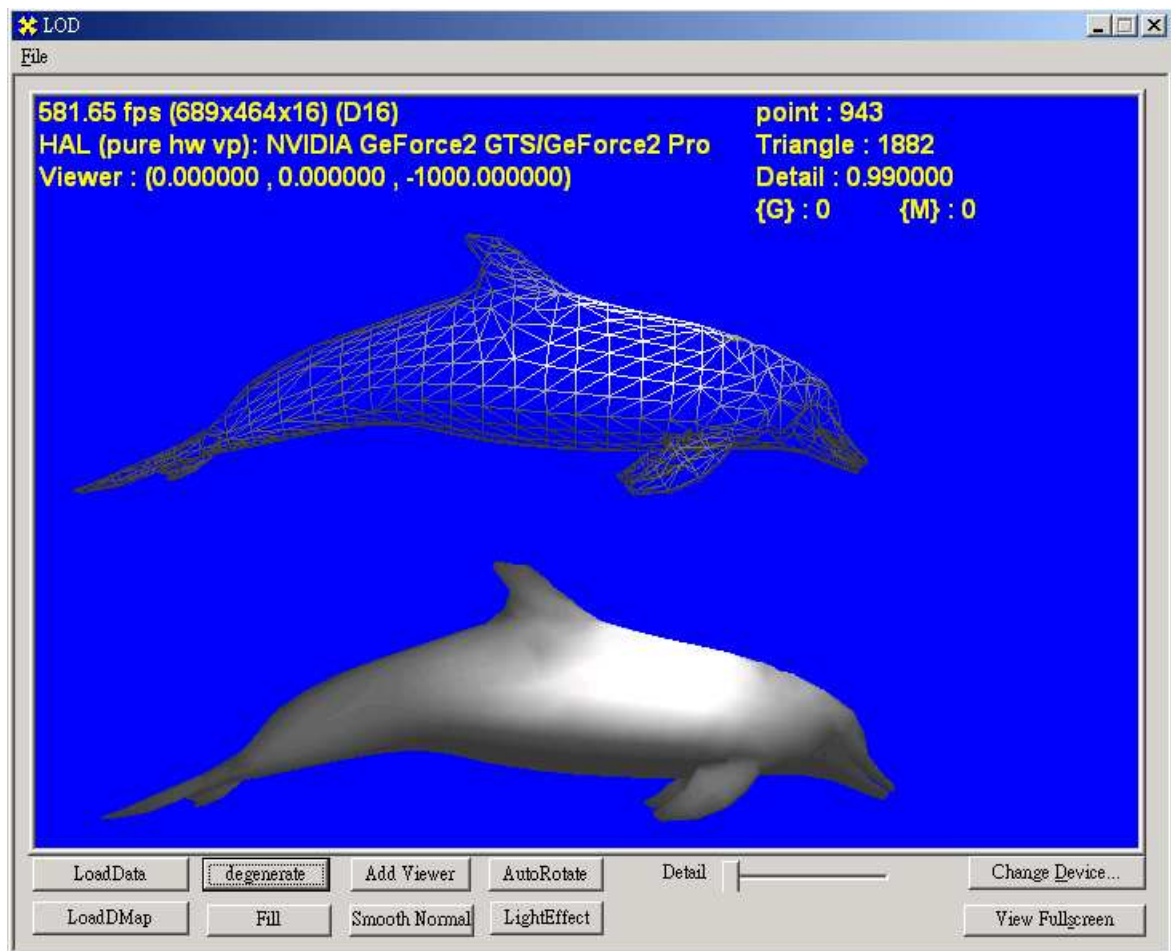 LOD
File
581.65 fps (689x464x16) (D16)
HAL (pure hw vp): NVIDIA GeForce2 GTS/GeForce2 Pro
Viewer : (0.000000 , 0.000000 , -1000.000000)
point : 943
Triangle : 1882
Detail : 0.990000
{G} : 0 {M} : 0
LoadData degenerate Add Viewer AutoRotate Detail Change Device...
LoadDMap Fill Smooth Normal LightEffect View Fullscreen